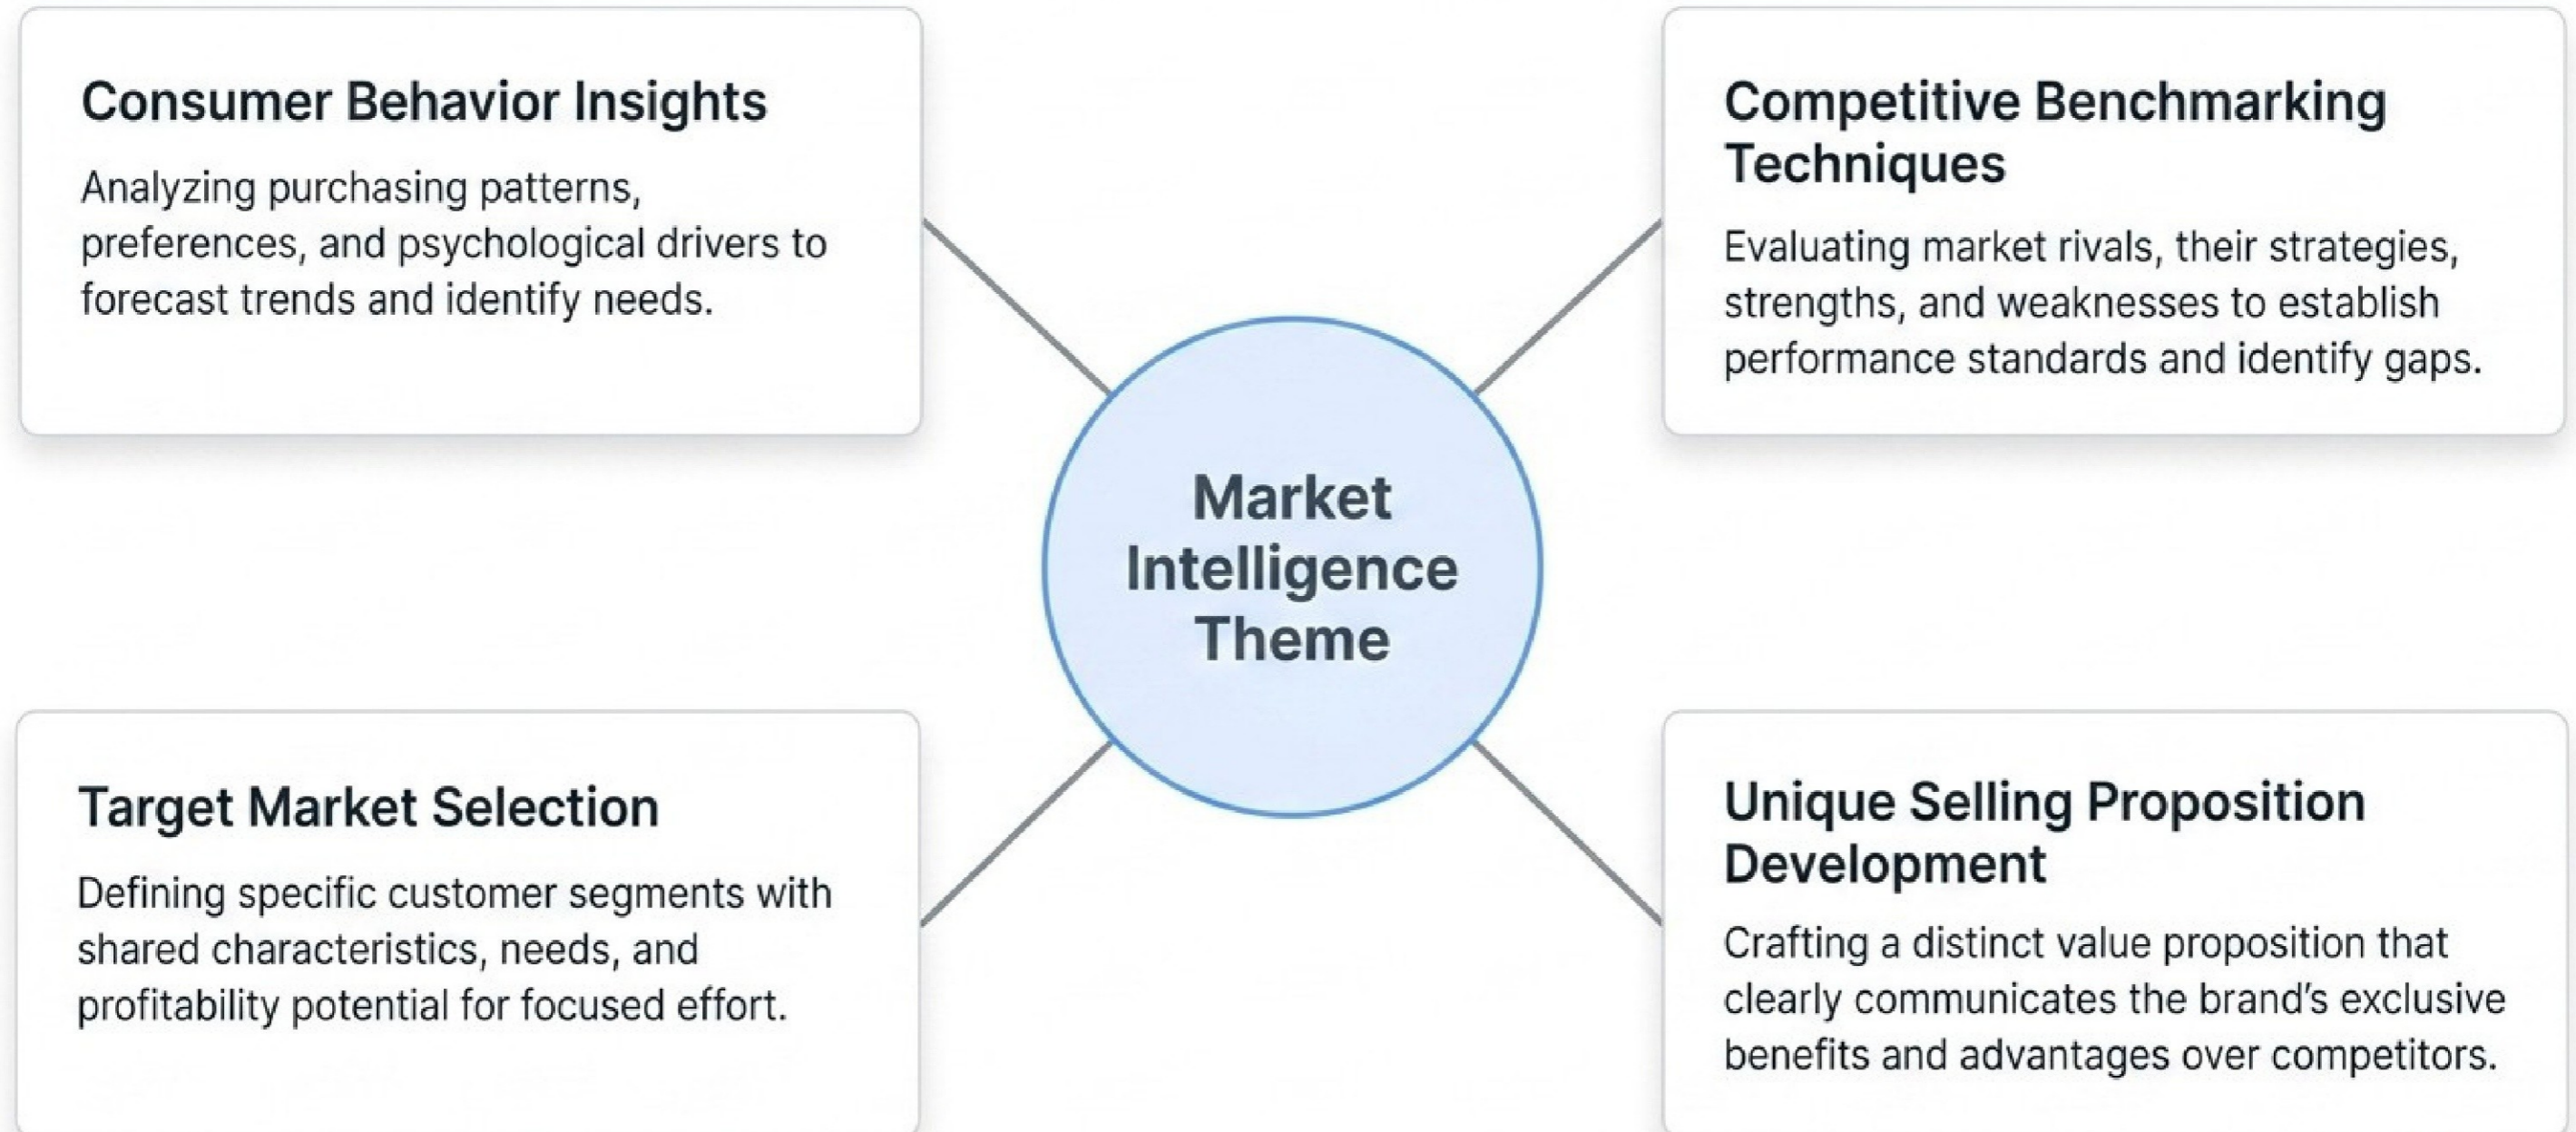 Consumer Behavior Insights
Analyzing purchasing patterns,
preferences, and psychological drivers to
forecast trends and identify needs.
Competitive Benchmarking
Techniques
Evaluating market rivals, their strategies,
strengths, and weaknesses to establish
performance standards and identify gaps.
Market
Intelligence
Theme
Target Market Selection
Defining specific customer segments with
shared characteristics, needs, and
profitability potential for focused effort.
Unique Selling Proposition
Development
Crafting a distinct value proposition that
clearly communicates the brand’s exclusive
benefits and advantages over competitors.